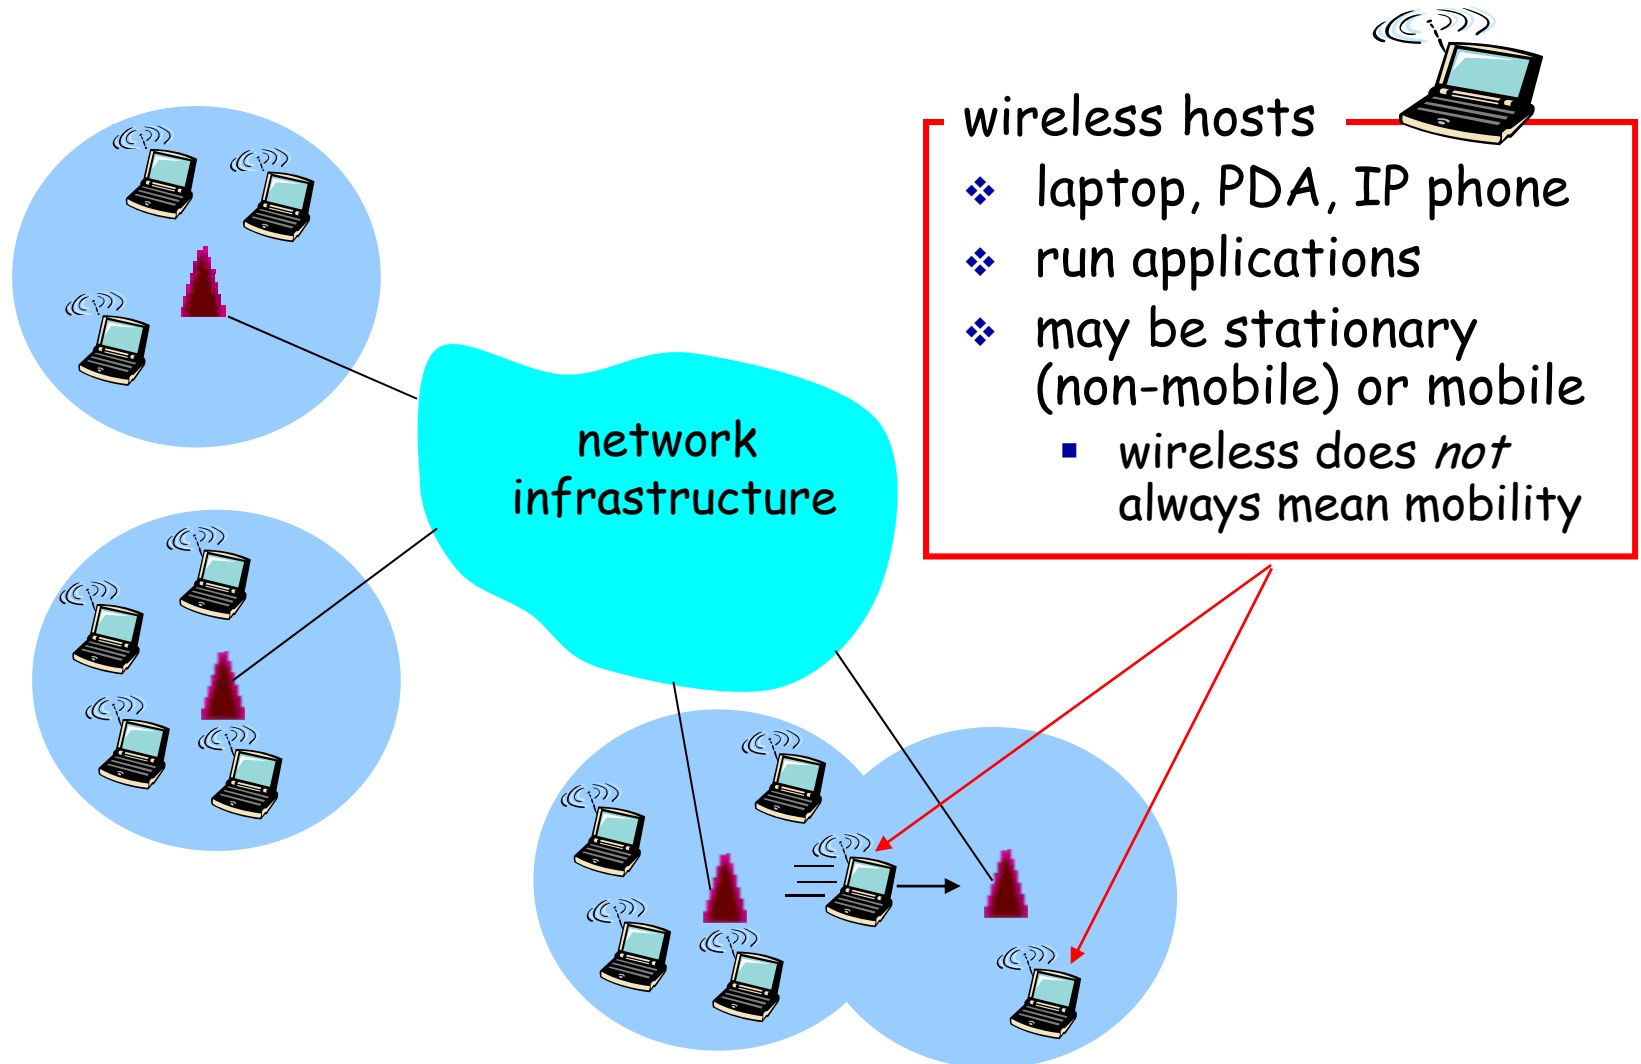 wireless hosts
laptop, PDA, IP phone
run applications
may be stationary
(non-mobile) or mobile
wireless does not
always mean mobility
network
infrastructure